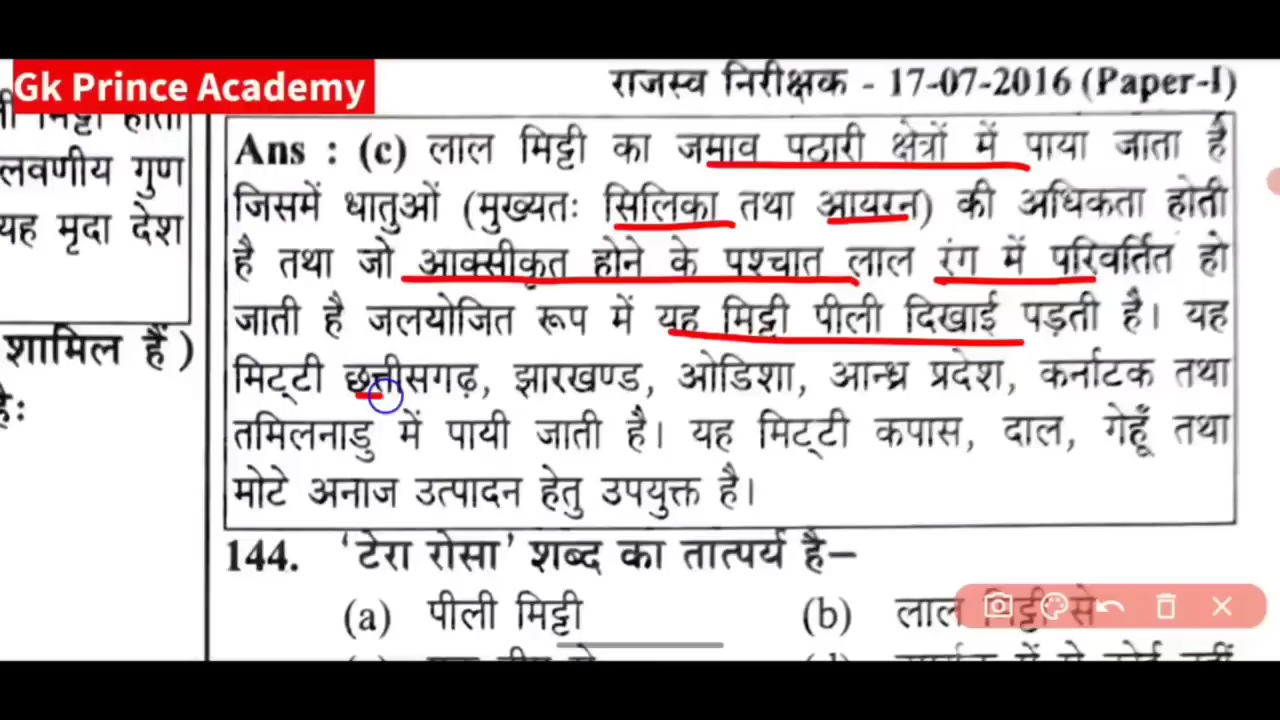 Gk Prince Academy
राजस्व निरीक्षक - 17-07-2016 (Paper-I)
लवणीय गुण
यह मृदा देश
शामिल हैं )
Ans : (c) लाल मिट्टी का जमाव पठारी क्षेत्रों में पाया जाता है
जिसमें धातुओं (मुख्यतः सिलिका तथा आयरन) की अधिकता होती
है तथा जो आक्सीकृत होने के पश्चात लाल रंग में परिवर्तित हो
जाती है जलयोजित रूप में यह मिट्टी पीली दिखाई पड़ती है। यह
मिट्टी छत्तीसगढ़, झारखण्ड, ओडिशा, आन्ध्र प्रदेश, कर्नाटक तथा
तमिलनाडु में पायी जाती है। यह मिट्टी कपास, दाल, गेहूँ तथा
मोटे अनाज उत्पादन हेतु उपयुक्त है।
144. 'टेरा रोसा' शब्द का तात्पर्य है–
(a) पीली मिट्टी (b) लाल मिट्टी से